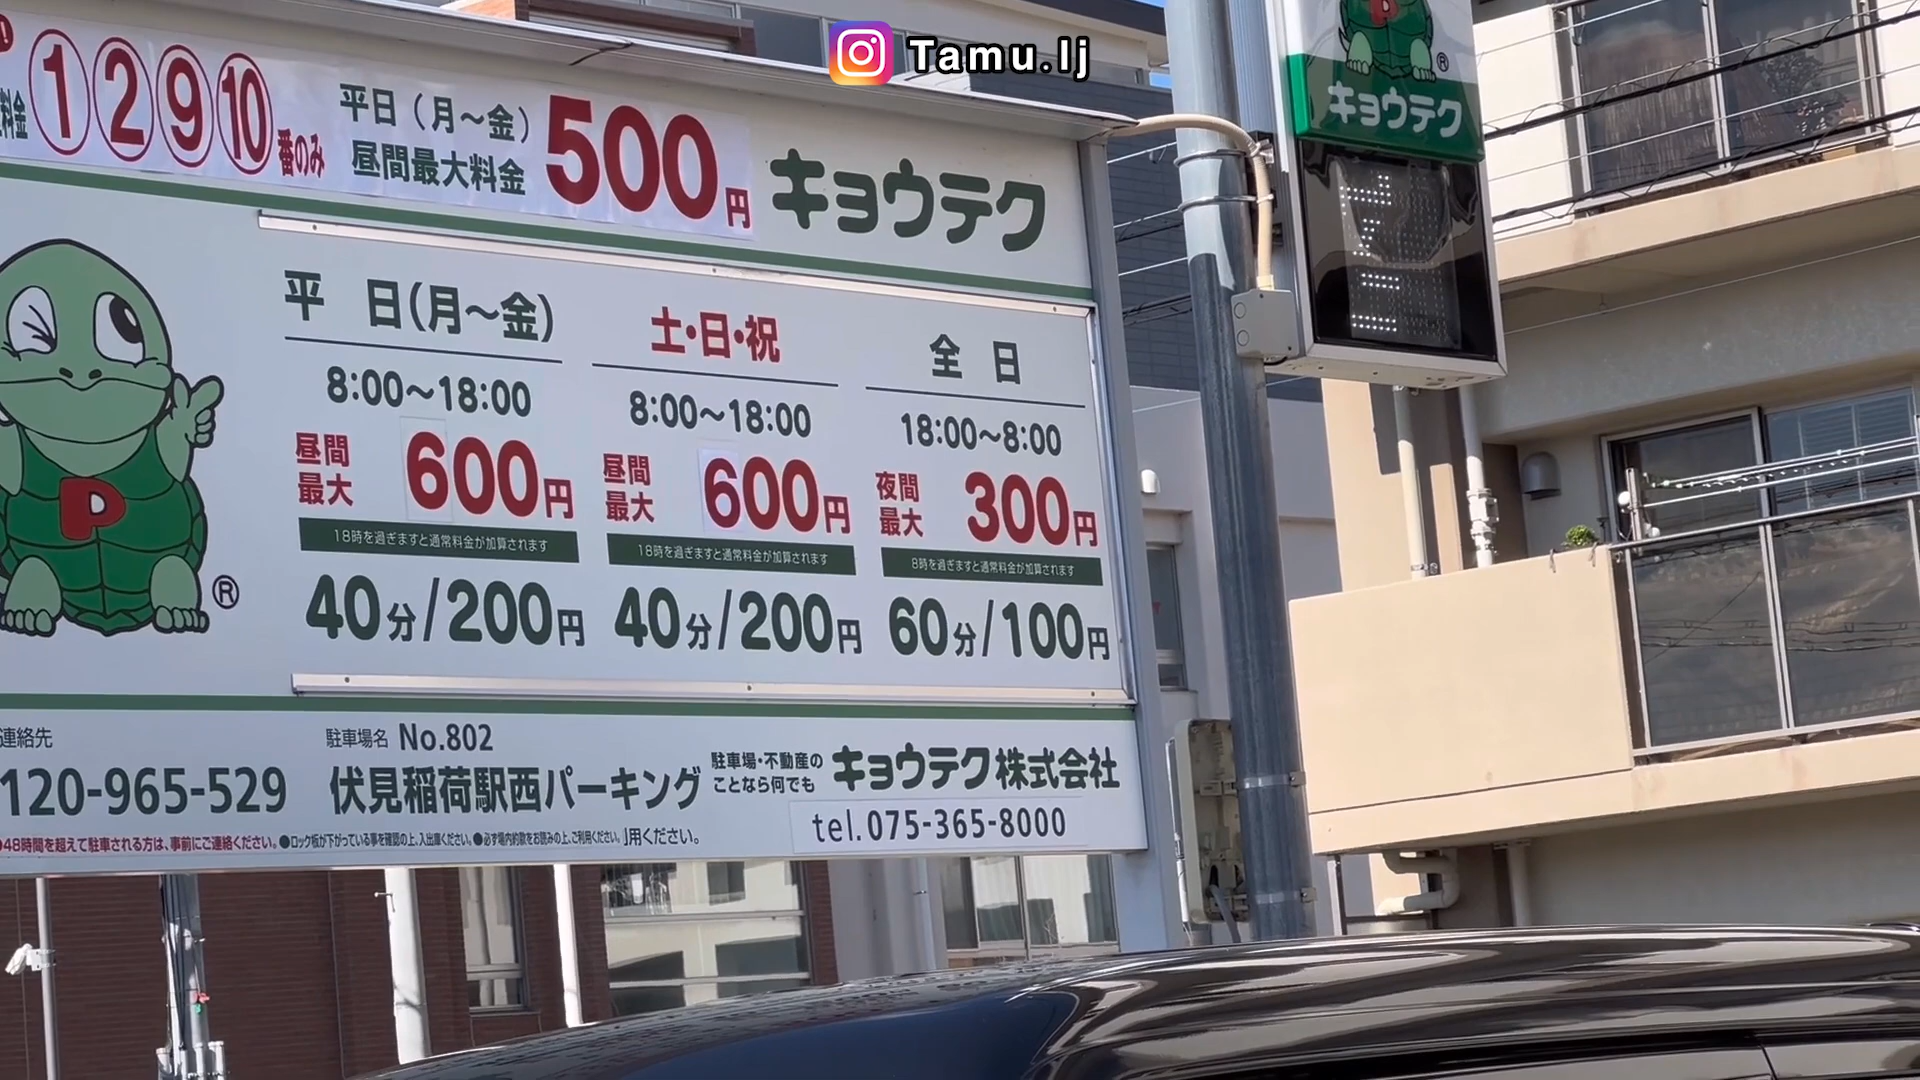 Tamu.lj
料金 ①②⑨⑩番のみ
平日(月~金)
昼間最大料金 500円
キョウテク
キョウテク
平日(月~金)
8:00~18:00
昼間最大 600円
18時を過ぎますと通常料金が加算されます
40分/200円
土・日・祝
8:00~18:00
昼間最大 600円
18時を過ぎますと通常料金が加算されます
40分/200円
全日
18:00~8:00
夜間最大 300円
8時を過ぎますと通常料金が加算されます
60分/100円
P
®
連絡先
120-965-529
駐車場名 No.802
伏見稲荷駅西パーキング
駐車場・不動産の
ことなら何でも
キョウテク株式会社
tel.075-365-8000
●48時間を超えて駐車される方は、事前にご連絡ください。●ロック板が下がっている事を確認の上、入出庫ください。●必ず場内約款をお読みの上、ご利用ください。用ください。